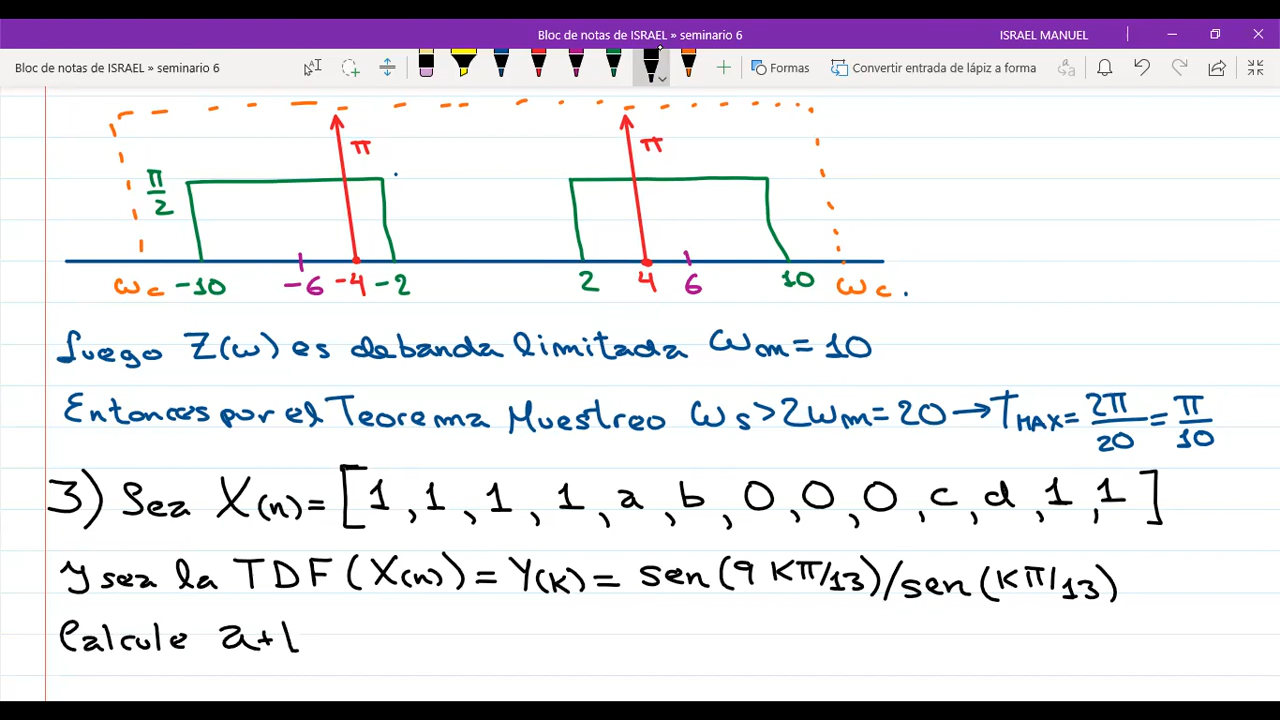 Bloc de notas de ISRAEL » seminario 6
ISRAEL MANUEL
Bloc de notas de ISRAEL » seminario 6
Formas
Convertir entrada de lápiz a forma
π π
π/2
ωc -10 -6 -4 -2 2 4 6 10 ωc
Luego Z(ω) es de banda limitada ωm = 10
Entonces por el Teorema Muestreo ωs > 2ωm = 20 → TMAX = 2π/20 = π/10
3) Sea X(n) = [1, 1, 1, 1, a, b, 0, 0, 0, c, d, 1, 1]
y sea la TDF (X(n)) = Y(k) = sen(9 Kπ/13)/sen(Kπ/13)
Calcule a+l